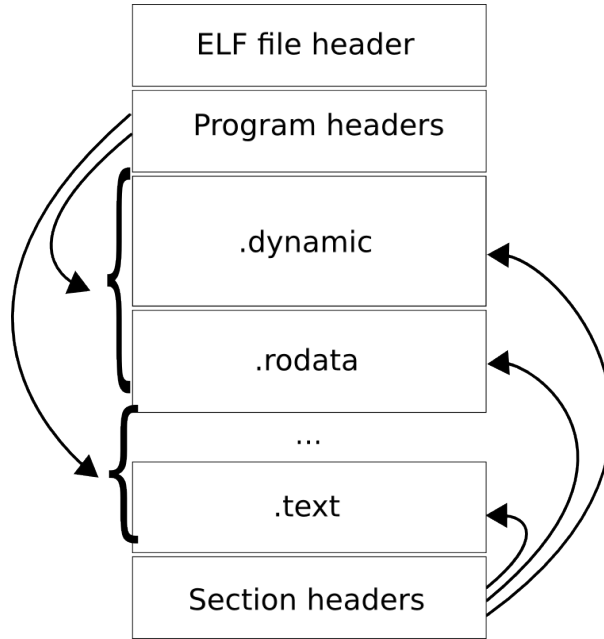 ELF file header
Program headers
.dynamic
.rodata
...
.text
Section headers